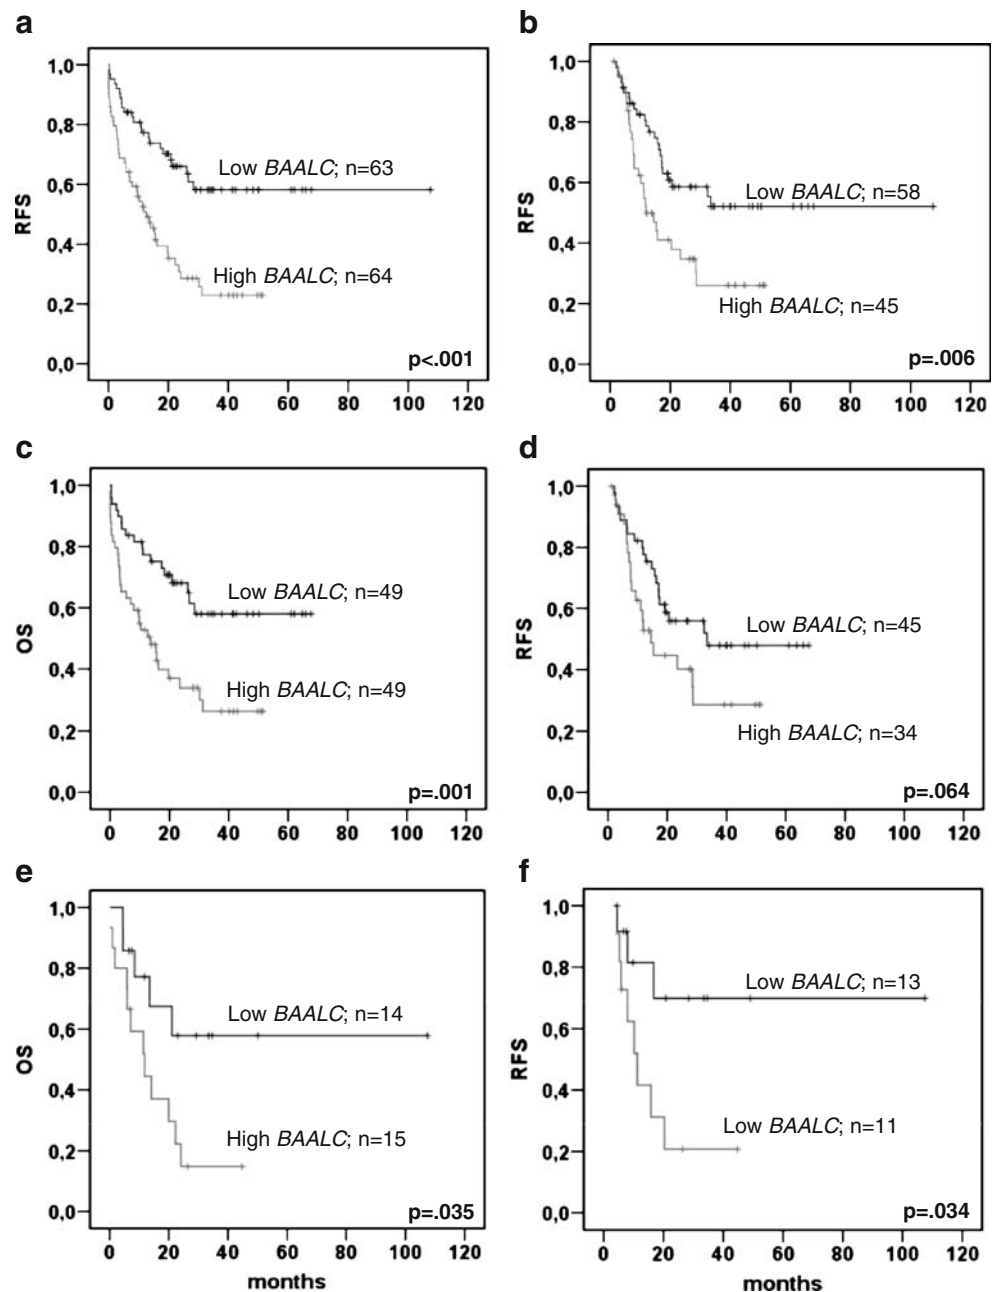 a
1,0
0,8
0,6
0,4
0,2
0,0
RFS
Low BAALC; n=63
High BAALC; n=64
p<.001
0 20 40 60 80 100 120
b
1,0
0,8
0,6
0,4
0,2
0,0
RFS
Low BAALC; n=58
High BAALC; n=45
p=.006
0 20 40 60 80 100 120
c
1,0
0,8
0,6
0,4
0,2
0,0
OS
Low BAALC; n=49
High BAALC; n=49
p=.001
0 20 40 60 80 100 120
d
1,0
0,8
0,6
0,4
0,2
0,0
RFS
Low BAALC; n=45
High BAALC; n=34
p=.064
0 20 40 60 80 100 120
e
1,0
0,8
0,6
0,4
0,2
0,0
OS
Low BAALC; n=14
High BAALC; n=15
p=.035
0 20 40 60 80 100 120
months
f
1,0
0,8
0,6
0,4
0,2
0,0
RFS
Low BAALC; n=13
Low BAALC; n=11
p=.034
0 20 40 60 80 100 120
months